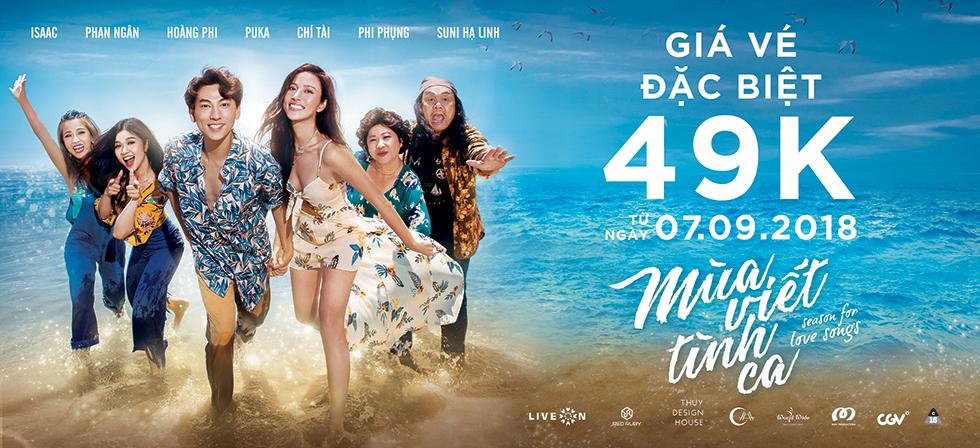 ISAAC PHAN NGÂN HOÀNG PHI PUKA CHÍ TÀI PHI PHỤNG SUNI HẠ LINH
GIÁ VÉ
ĐẶC BIỆT
49K
TỪ NGÀY 07.09.2018
Mùa
viết
tình
ca
season for
love songs
LIVE ON
RED RUBY
THUY
DESIGN
HOUSE
CGV
C
16